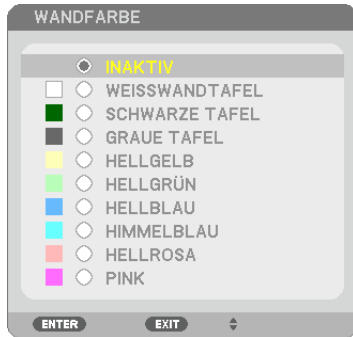 WANDFARBE
INAKTIV
WEISSWANDTAFEL
SCHWARZE TAFEL
GRAUE TAFEL
HELLGELB
HELLGRÜN
HELLBLAU
HIMMELBLAU
HELLROSA
PINK
ENTER EXIT